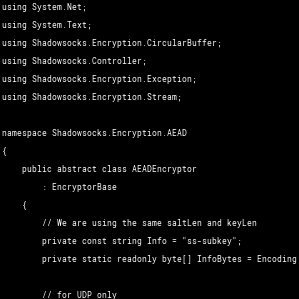 using System.Net;
using System.Text;
using Shadowsocks.Encryption.CircularBuffer;
using Shadowsocks.Controller;
using Shadowsocks.Encryption.Exception;
using Shadowsocks.Encryption.Stream;
namespace Shadowsocks.Encryption.AEAD
{
public abstract class AEADEncryptor
: EncryptorBase
{
// We are using the same saltLen and keyLen
private const string Info = "ss-subkey";
private static readonly byte[] InfoBytes = Encoding
// for UDP only